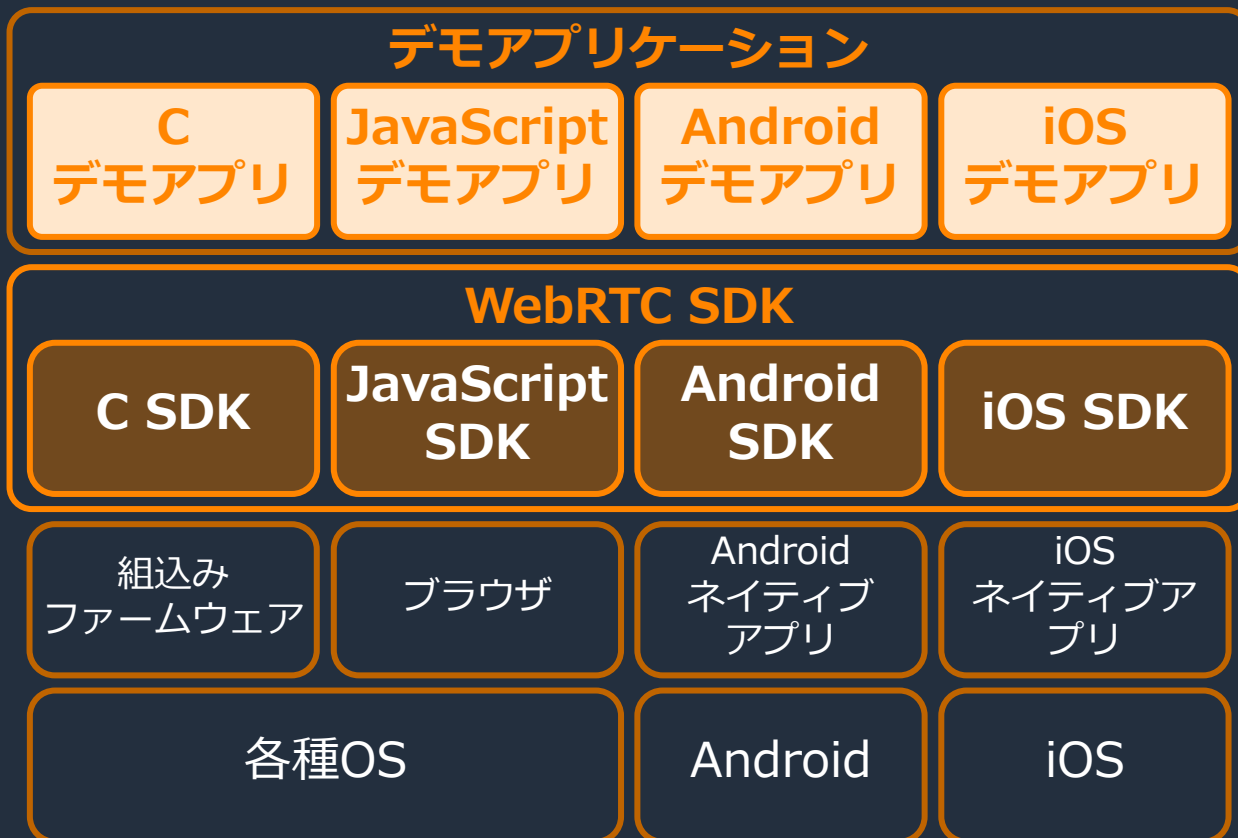 デモアプリケーション
C
デモアプリ
JavaScript
デモアプリ
Android
デモアプリ
iOS
デモアプリ
WebRTC SDK
C SDK
JavaScript
SDK
Android
SDK
iOS SDK
組込み
ファームウェア
ブラウザ
Android
ネイティブ
アプリ
iOS
ネイティブア
プリ
各種OS
Android
iOS